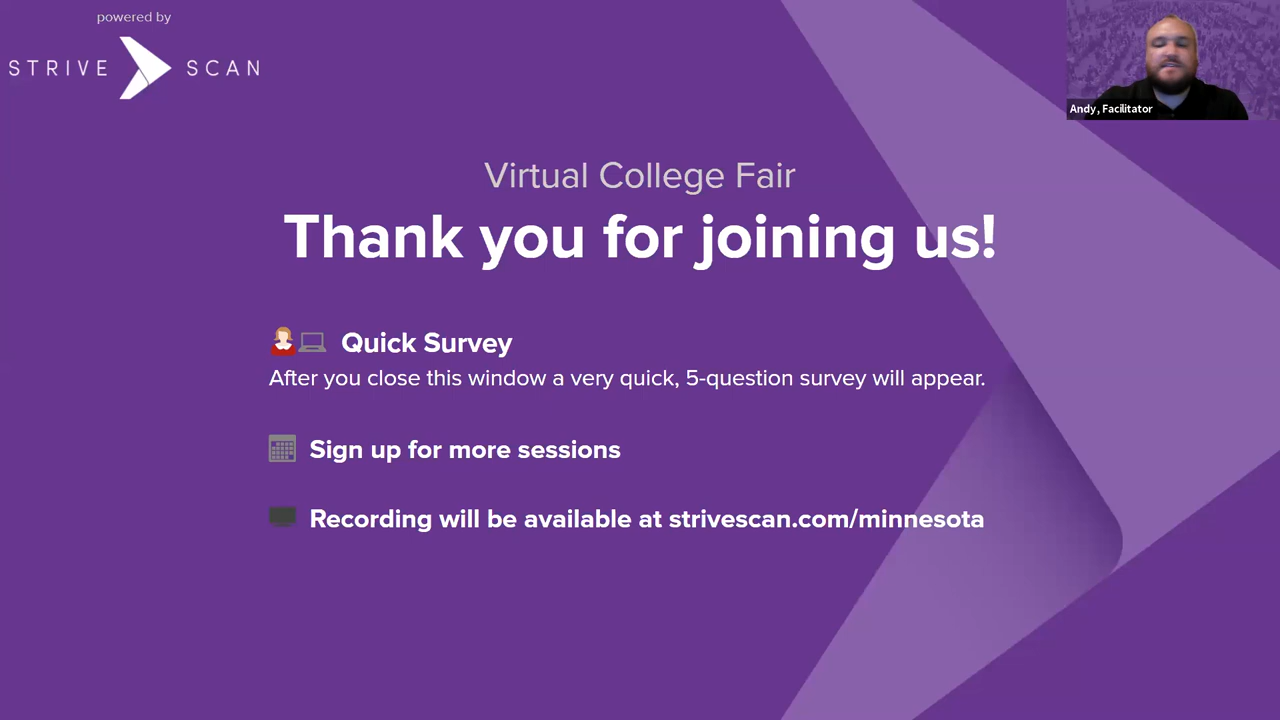 powered by
STRIVE SCAN
Andy, Facilitator
Virtual College Fair
Thank you for joining us!
Quick Survey
After you close this window a very quick, 5-question survey will appear.
Sign up for more sessions
Recording will be available at strivescan.com/minnesota